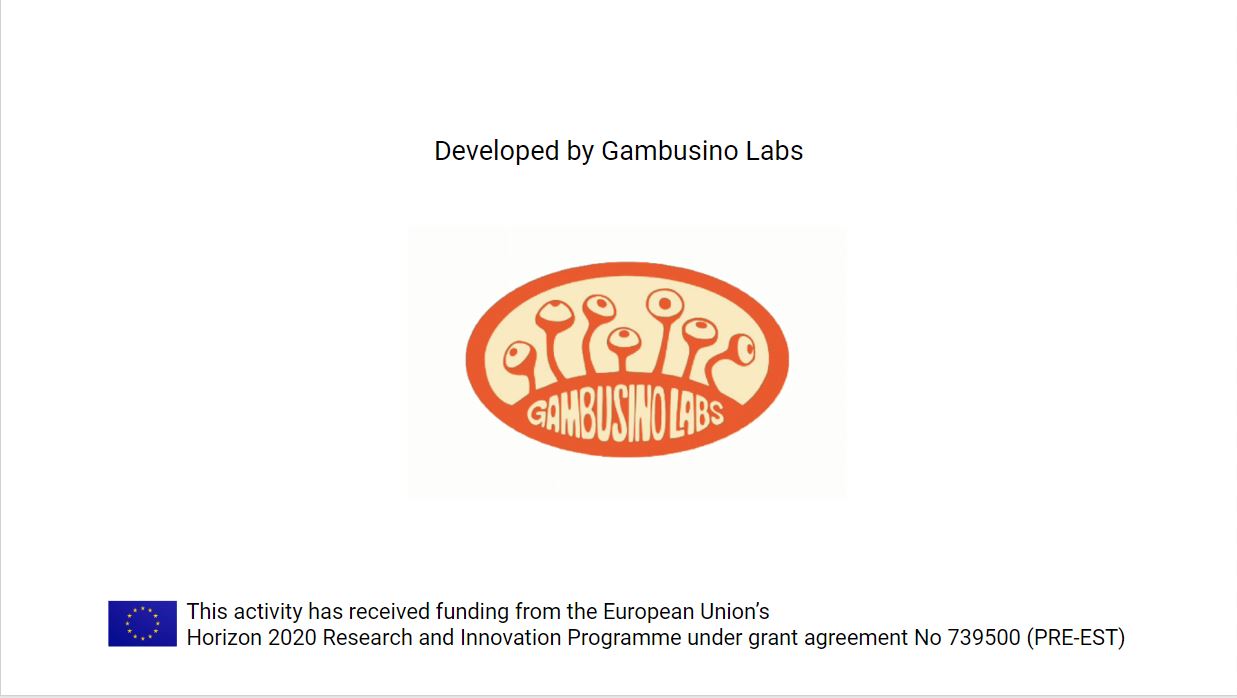 Developed by Gambusino Labs
GAMBUSINO LABS
This activity has received funding from the European Union’s
Horizon 2020 Research and Innovation Programme under grant agreement No 739500 (PRE-EST)